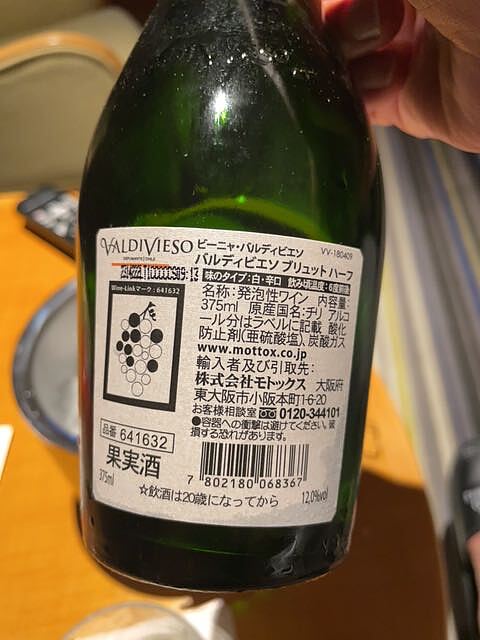 VALDIVIESO
ビーニャ・バルディビエソ
VV-180409
バルディビエソ ブリュット ハーフ
味のタイプ:白・辛口 飲み頃温度:6度前後
名称:発泡性ワイン 内容量:
375ml 原産国名:チリ アルコ
ール分はラベルに記載 酸化
防止剤(亜硫酸塩)、炭酸ガス
www.mottox.co.jp
輸入者及び引取先:
株式会社モトックス 大阪府
東大阪市小阪本町1-6-20
お客様相談室 0120-344101
●容器への衝撃は避けてください。破
損する恐れがあります。
Wine-Linkマーク:641632
品番 641632
果実酒
375ml
7 802180 068367
☆飲酒は20歳になってから
12.0%vol